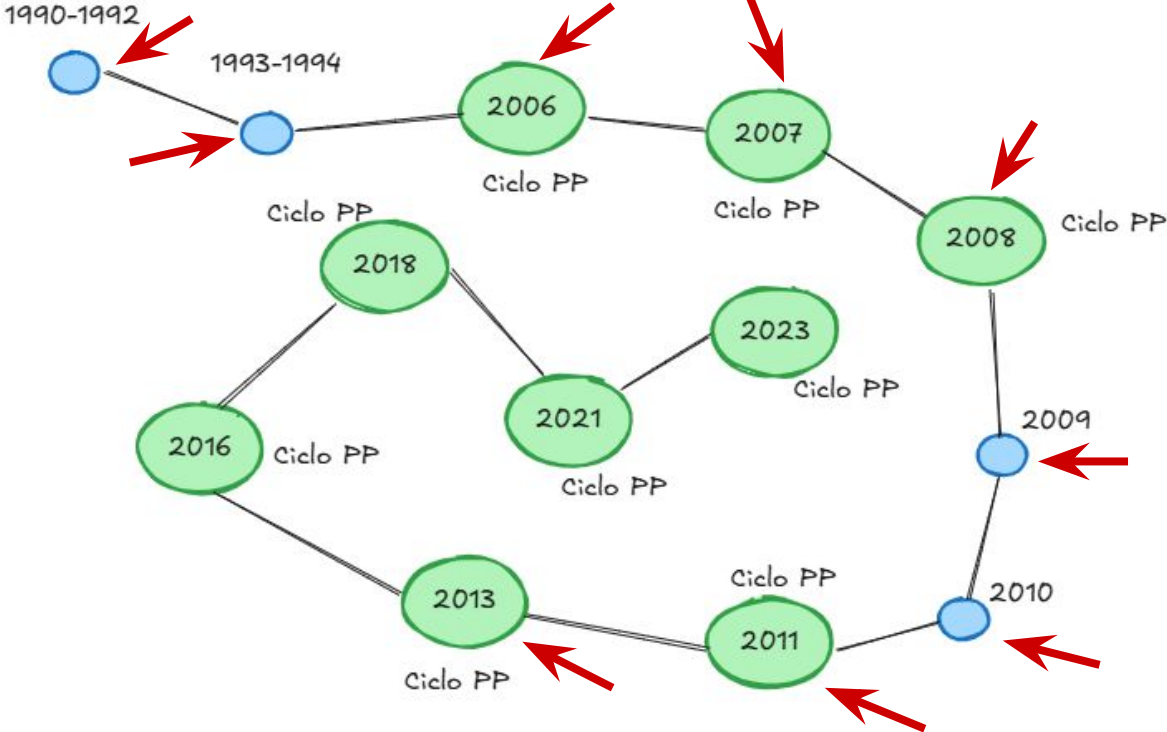 1990-1992
1993-1994
2006
Ciclo PP
2007
Ciclo PP
2008
Ciclo PP
2009
2010
Ciclo PP
2011
2013
Ciclo PP
2016
Ciclo PP
Ciclo PP
2018
2021
Ciclo PP
2023
Ciclo PP